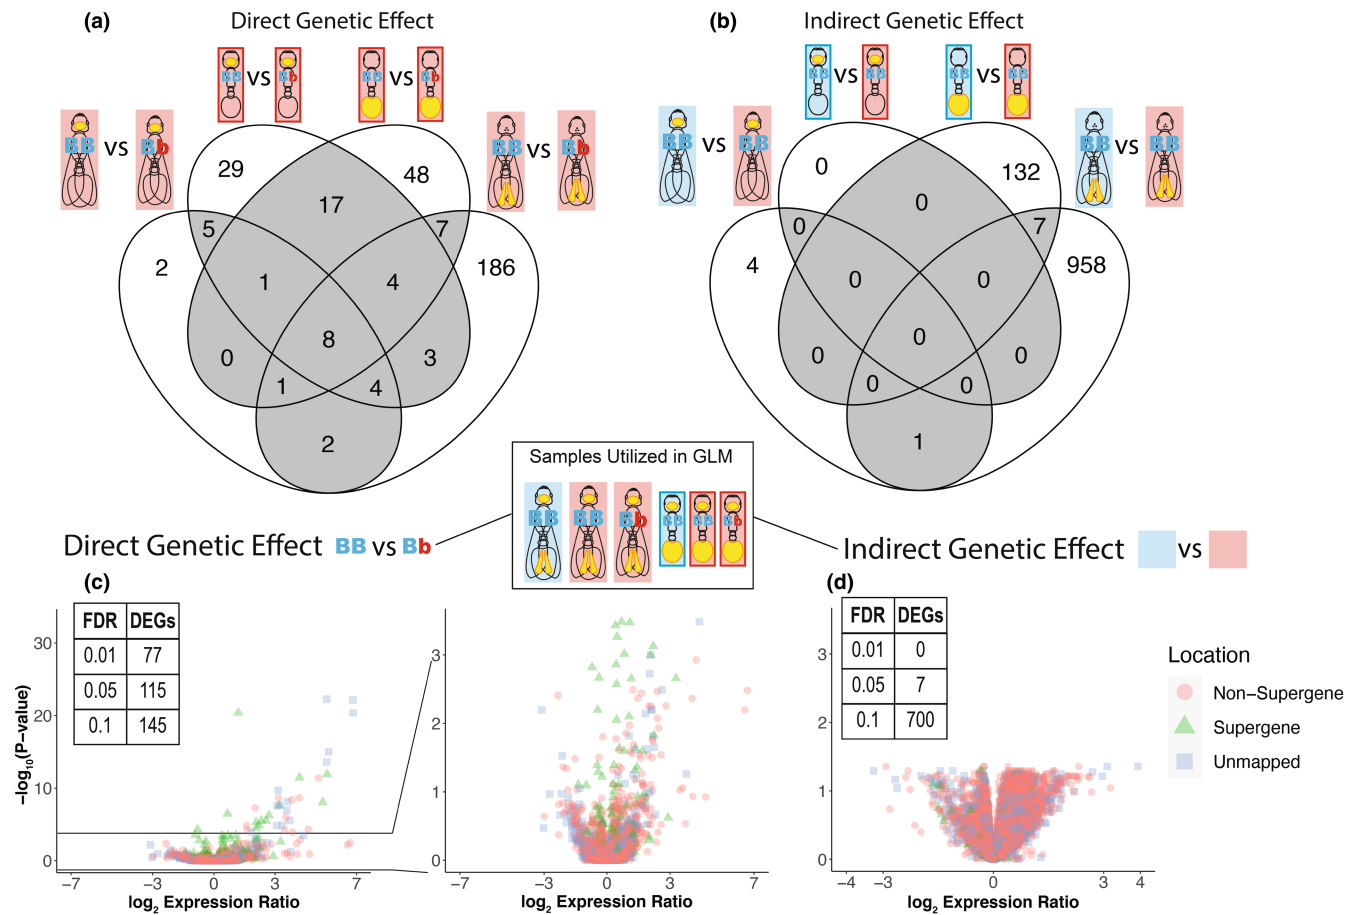 (a) Direct Genetic Effect
BB vs Bb
BB vs Bb
BB vs Bb
BB vs Bb
29
48
17
5
7
2
186
1
4
8
0
3
1
4
2
(b) Indirect Genetic Effect
BB vs BB
BB vs BB
BB vs BB
BB vs BB
0
132
0
0
7
4
958
0
0
0
0
0
0
0
1
Samples Utilized in GLM
BB BB Bb BB BB Bb
Direct Genetic Effect BB vs Bb
Indirect Genetic Effect vs
(c)
FDR DEGs
0.01 77
0.05 115
0.1 145
−log10(P−value)
30
20
10
0
−7 −3 0 3 7
log2 Expression Ratio
3
2
1
0
−7 −3 0 3 7
log2 Expression Ratio
(d)
FDR DEGs
0.01 0
0.05 7
0.1 700
3
2
1
0
−4 −3 0 3 4
log2 Expression Ratio
Location
Non−Supergene
Supergene
Unmapped